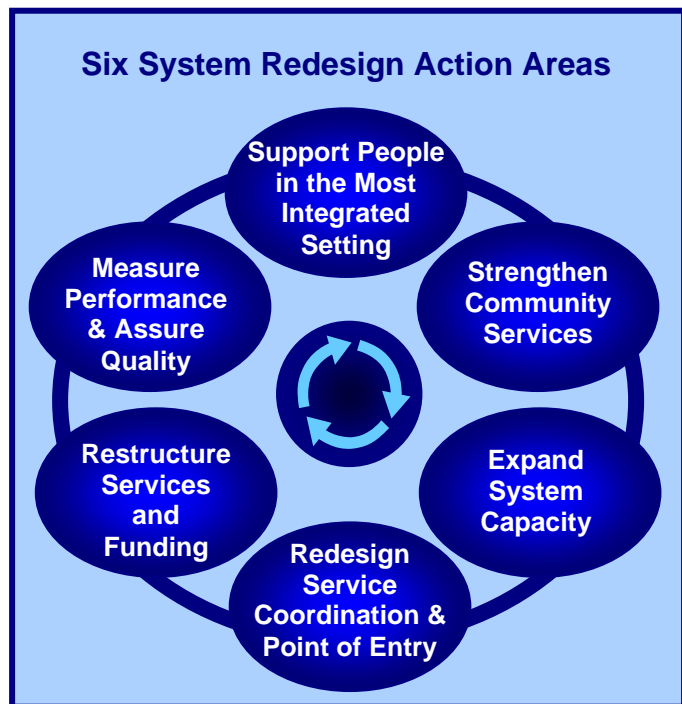 Six System Redesign Action Areas
Support People
in the Most
Integrated
Setting
Strengthen
Community
Services
Expand
System
Capacity
Redesign
Service
Coordination &
Point of Entry
Restructure
Services
and
Funding
Measure
Performance
& Assure
Quality